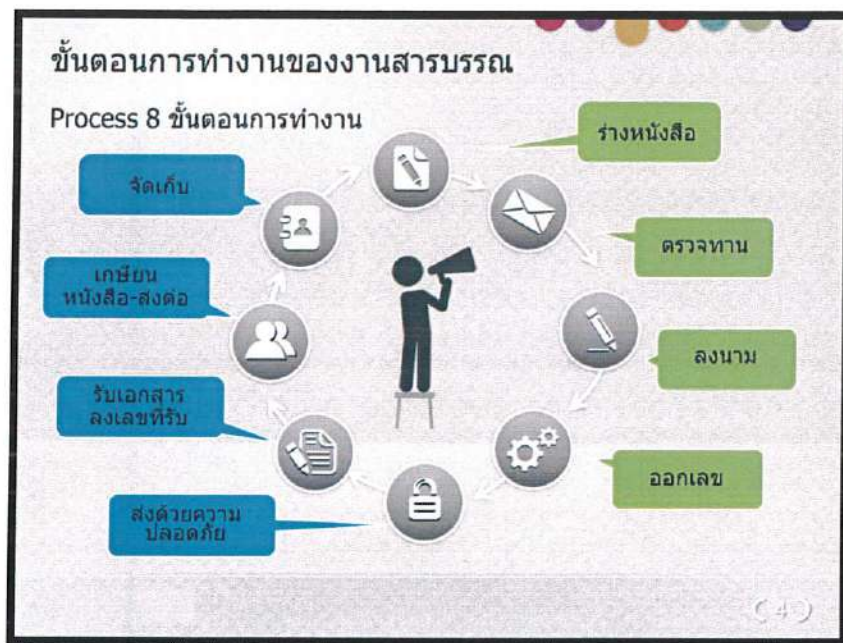 ขั้นตอนการทำงานของงานสารบรรณ
Process 8 ขั้นตอนการทำงาน
ร่างหนังสือ
ตรวจทาน
ลงนาม
ออกเลข
ส่งด้วยความ
ปลอดภัย
รับเอกสาร
ลงเลขที่รับ
เกษียน
หนังสือ-ส่งต่อ
จัดเก็บ
4